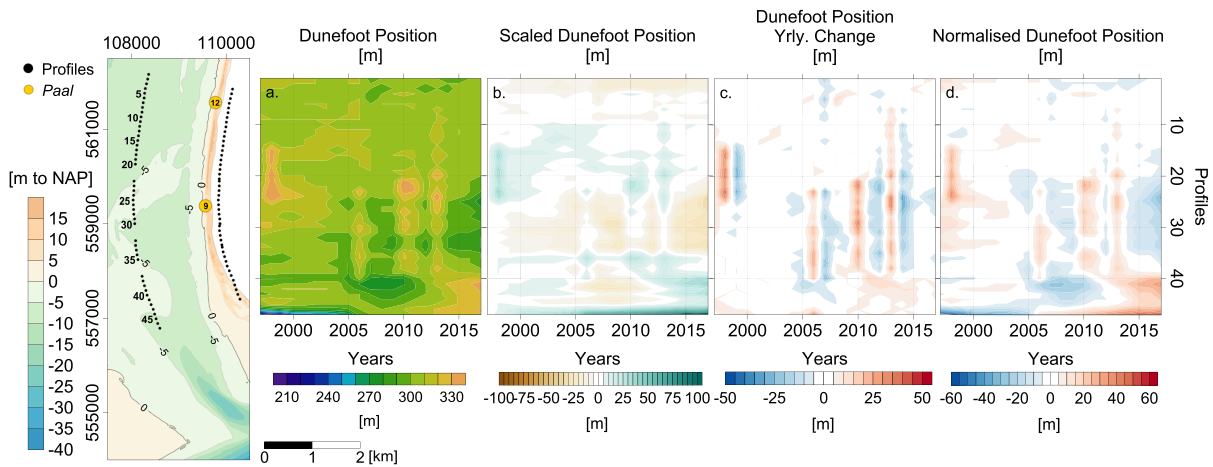 108000 110000
Profiles
Paal
[m to NAP]
15
10
5
0
-5
-10
-15
-20
-25
-30
-35
-40
561000
559000
557000
555000
5
10
15
20
25
30
35
40
45
12
9
-5
0
-5
-5
0
-5
-5
0
Dunefoot Position
[m]
a.
2000 2005 2010 2015
Years
210 240 270 300 330
[m]
0 1 2 [km]
Scaled Dunefoot Position
[m]
b.
2000 2005 2010 2015
Years
-100 -75 -50 -25 0 25 50 75 100
[m]
Dunefoot Position
Yrly. Change
[m]
c.
2000 2005 2010 2015
Years
-50 -25 0 25 50
[m]
Normalised Dunefoot Position
[m]
d.
2000 2005 2010 2015
Years
-60 -40 -20 0 20 40 60
[m]
10
20
30
40
Profiles